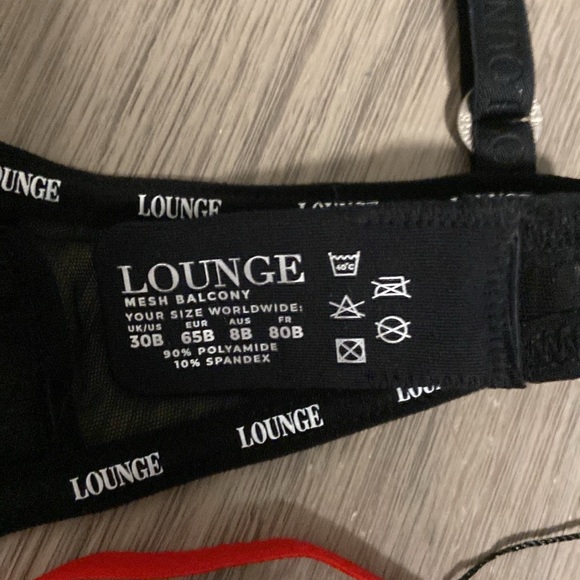 LOUNGE
LOUNGE
LOUNGE
MESH BALCONY
YOUR SIZE WORLDWIDE:
UK/US EUR AUS FR
30B 65B 8B 80B
90% POLYAMIDE
10% SPANDEX
40°C
LOUNGE
LOUNGE